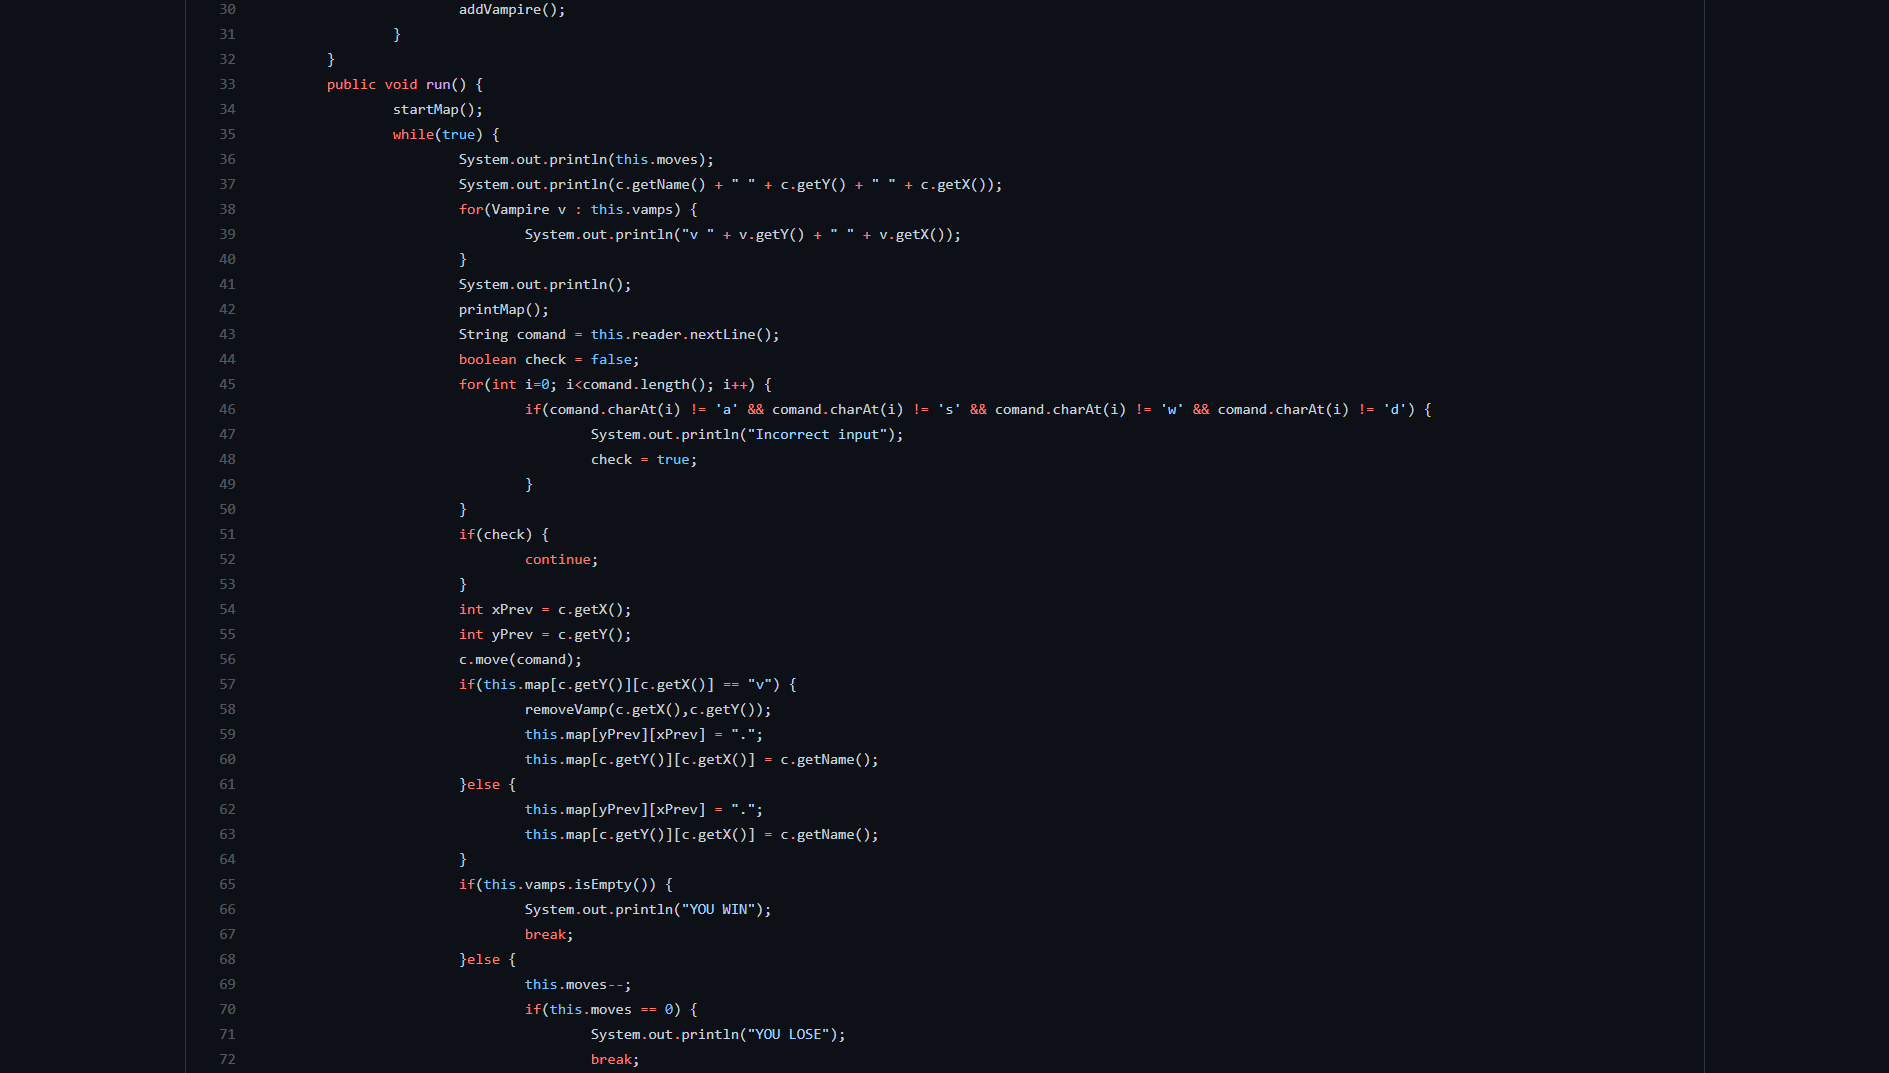 30 addVampire();
31 }
32 }
33 public void run() {
34 startMap();
35 while(true) {
36 System.out.println(this.moves);
37 System.out.println(c.getName() + " " + c.getY() + " " + c.getX());
38 for(Vampire v : this.vamps) {
39 System.out.println("v " + v.getY() + " " + v.getX());
40 }
41 System.out.println();
42 printMap();
43 String comand = this.reader.nextLine();
44 boolean check = false;
45 for(int i=0; i<comand.length(); i++) {
46 if(comand.charAt(i) != 'a' && comand.charAt(i) != 's' && comand.charAt(i) != 'w' && comand.charAt(i) != 'd') {
47 System.out.println("Incorrect input");
48 check = true;
49 }
50 }
51 if(check) {
52 continue;
53 }
54 int xPrev = c.getX();
55 int yPrev = c.getY();
56 c.move(comand);
57 if(this.map[c.getY()][c.getX()] == "v") {
58 removeVamp(c.getX(),c.getY());
59 this.map[yPrev][xPrev] = ".";
60 this.map[c.getY()][c.getX()] = c.getName();
61 }else {
62 this.map[yPrev][xPrev] = ".";
63 this.map[c.getY()][c.getX()] = c.getName();
64 }
65 if(this.vamps.isEmpty()) {
66 System.out.println("YOU WIN");
67 break;
68 }else {
69 this.moves--;
70 if(this.moves == 0) {
71 System.out.println("YOU LOSE");
72 break;